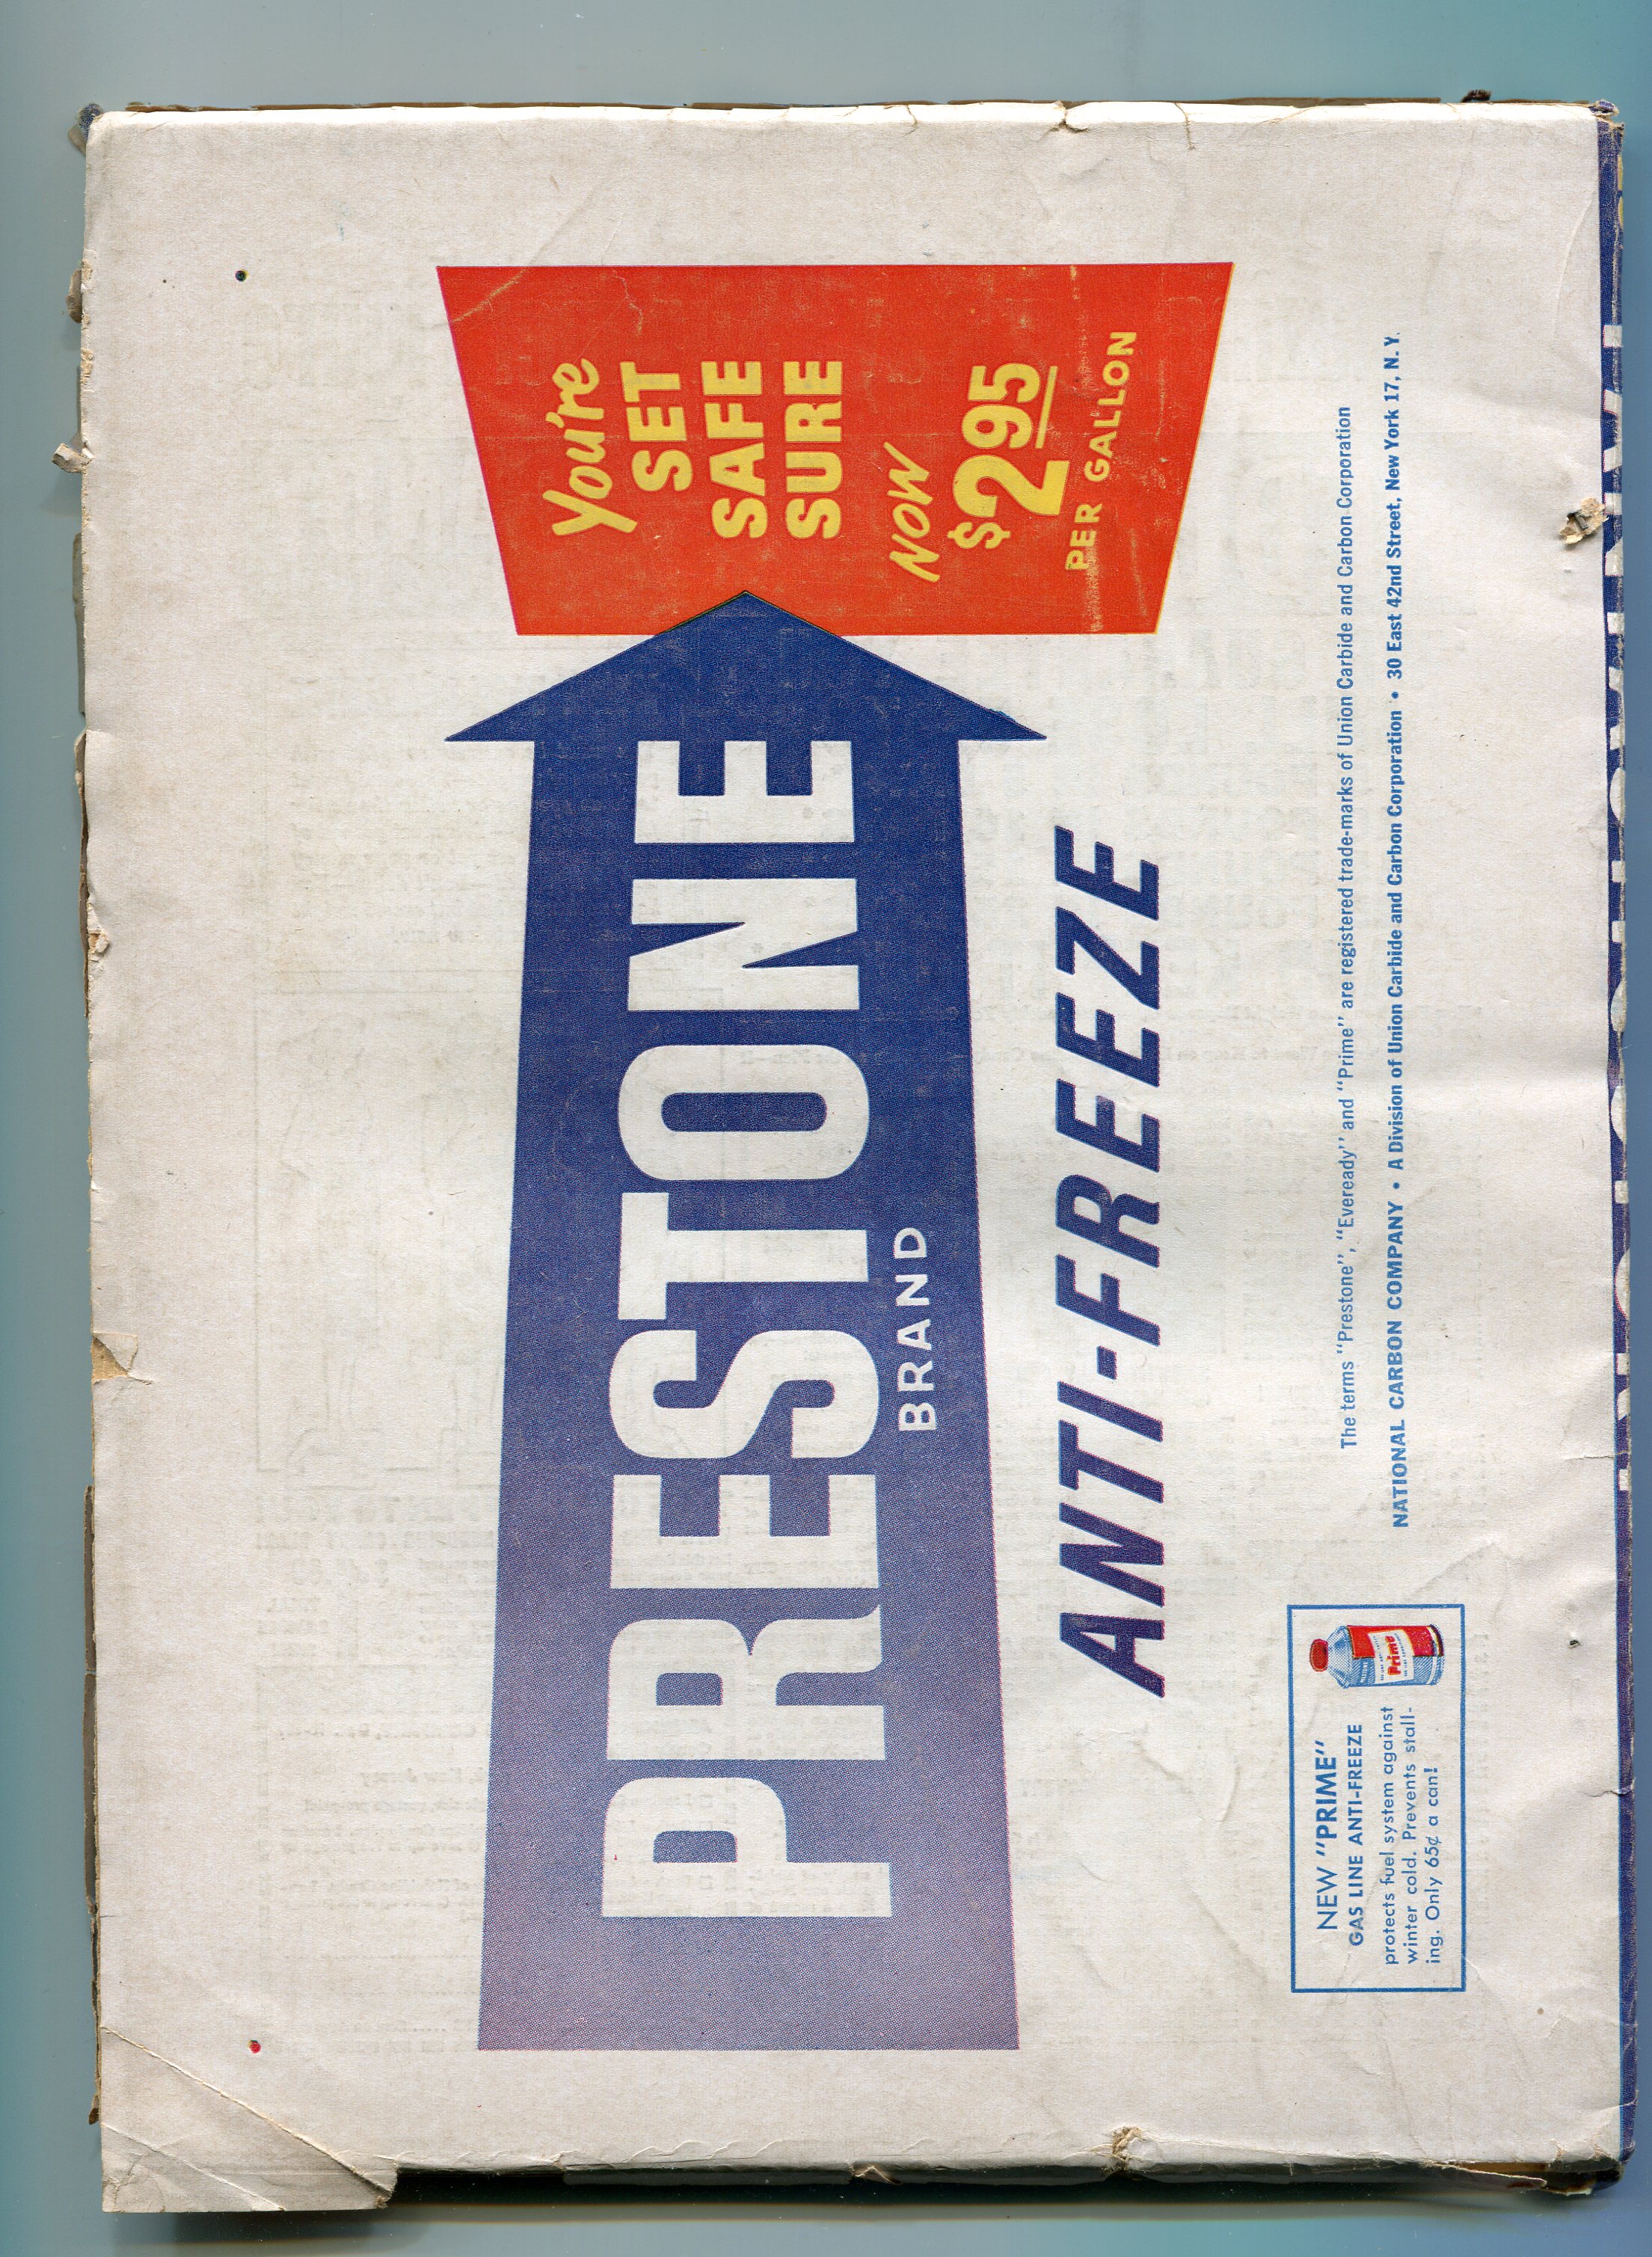 PRESTONE
BRAND
ANTI-FREEZE
You're
SET
SAFE
SURE
NOW
$2.95
PER GALLON
NEW "PRIME"
GAS LINE ANTI-FREEZE
protects fuel system against
winter cold. Prevents stall-
ing. Only 65¢ a can!
Prime
The terms "Prestone", "Eveready" and "Prime" are registered trade-marks of Union Carbide and Carbon Corporation
NATIONAL CARBON COMPANY • A Division of Union Carbide and Carbon Corporation • 30 East 42nd Street, New York 17, N.Y.